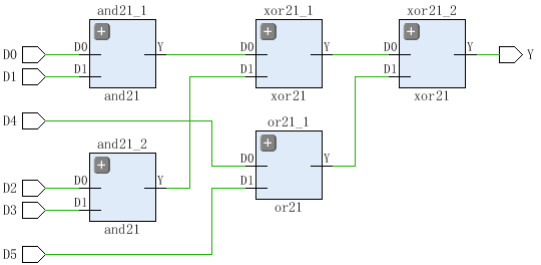 and21_1
xor21_1
xor21_2
D0
D0
Y
D0
Y
D0
Y
Y
D1
D1
D1
D1
and21
xor21
xor21
D4
and21_2
or21_1
D0
Y
D2
D0
Y
D1
D3
D1
or21
and21
D5